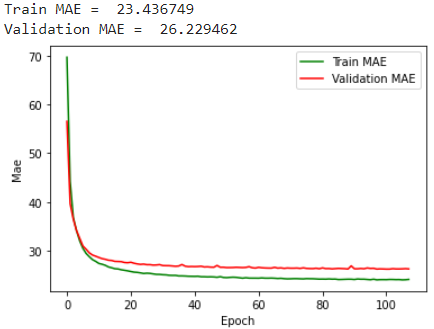 Train MAE =  23.436749
Validation MAE =  26.229462
Train MAE
Validation MAE
70
60
50
40
30
Mae
0 20 40 60 80 100
Epoch